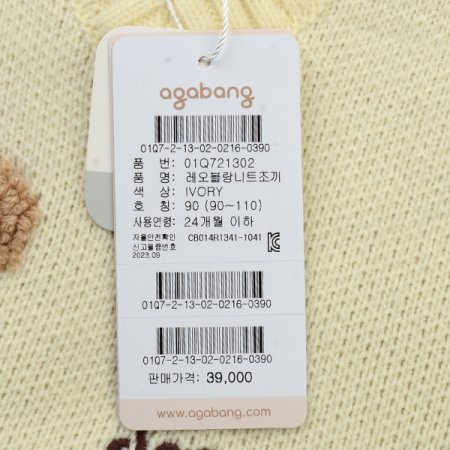 agabang
01Q7-2-13-02-0216-0390
품 번: 01Q721302
품 명: 레오블랑니트조끼
색 상: IVORY
호 칭: 90 (90~110)
사용연령: 24개월 이하
자율안전확인 신고필증번호 CB014R1341-1041
2023.09
01Q7-2-13-02-0216-0390
01Q7-2-13-02-0216-0390
판매가격: 39,000
www.agabang.com